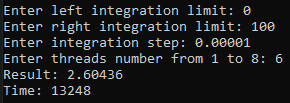 Enter left integration limit: 0
Enter right integration limit: 100
Enter integration step: 0.00001
Enter threads number from 1 to 8: 6
Result: 2.60436
Time: 13248